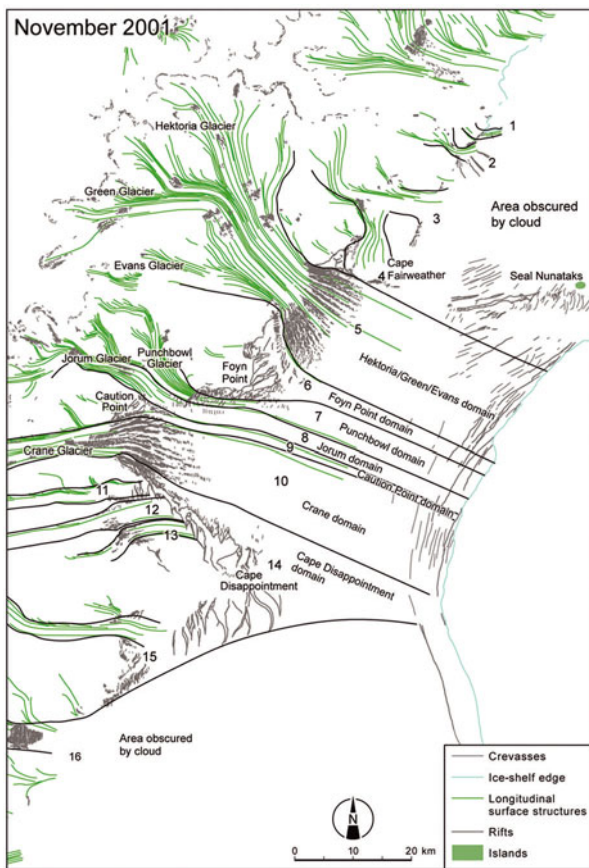 November 2001
Hektoria Glacier
1
2
Green Glacier
3
Area obscured
by cloud
Evans Glacier
4
Cape
Fairweather
Seal Nunataks
5
Punchbowl
Glacier
Jorum Glacier
Foyn
Point
Hektoria/Green/Evans domain
6
Foyn Point domain
Caution
Point
7
Punchbowl domain
8
Jorum domain
9
Caution Point domain
Crane Glacier
10
Crane domain
11
12
13
14
Cape Disappointment
domain
Cape
Disappointment
15
Area obscured
by cloud
16
Crevasses
Ice-shelf edge
Longitudinal
surface structures
Rifts
Islands
N
0
10
20 km